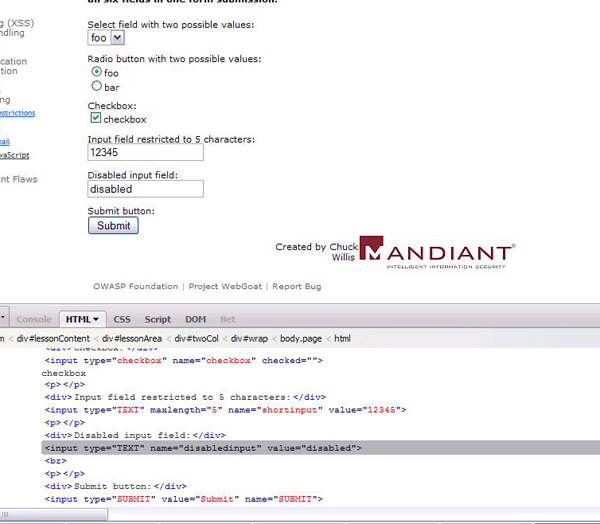 all six fields in one form submission.
Select field with two possible values:
foo
Radio button with two possible values:
foo
bar
Checkbox:
checkbox
Input field restricted to 5 characters:
12345
Disabled input field:
disabled
Submit button:
Submit
g (XSS)
ndling
cation
tion
ng
strictions
ail
vaScript
nt Flaws
Created by Chuck
Willis
MANDIANT®
INTELLIGENT INFORMATION SECURITY
OWASP Foundation | Project WebGoat | Report Bug
Console HTML CSS Script DOM Net
m < div#lessonContent < div#lessonArea < div#twoCol < div#wrap < body.page < html
<div>Checkbox:</div>
<input type="checkbox" name="checkbox" checked="">
checkbox
<p></p>
<div>Input field restricted to 5 characters:</div>
<input type="TEXT" maxlength="5" name="shortinput" value="12345">
<p></p>
<div>Disabled input field:</div>
<input type="TEXT" name="disabledinput" value="disabled">
<br>
<p></p>
<div>Submit button:</div>
<input type="SUBMIT" value="Submit" name="SUBMIT">